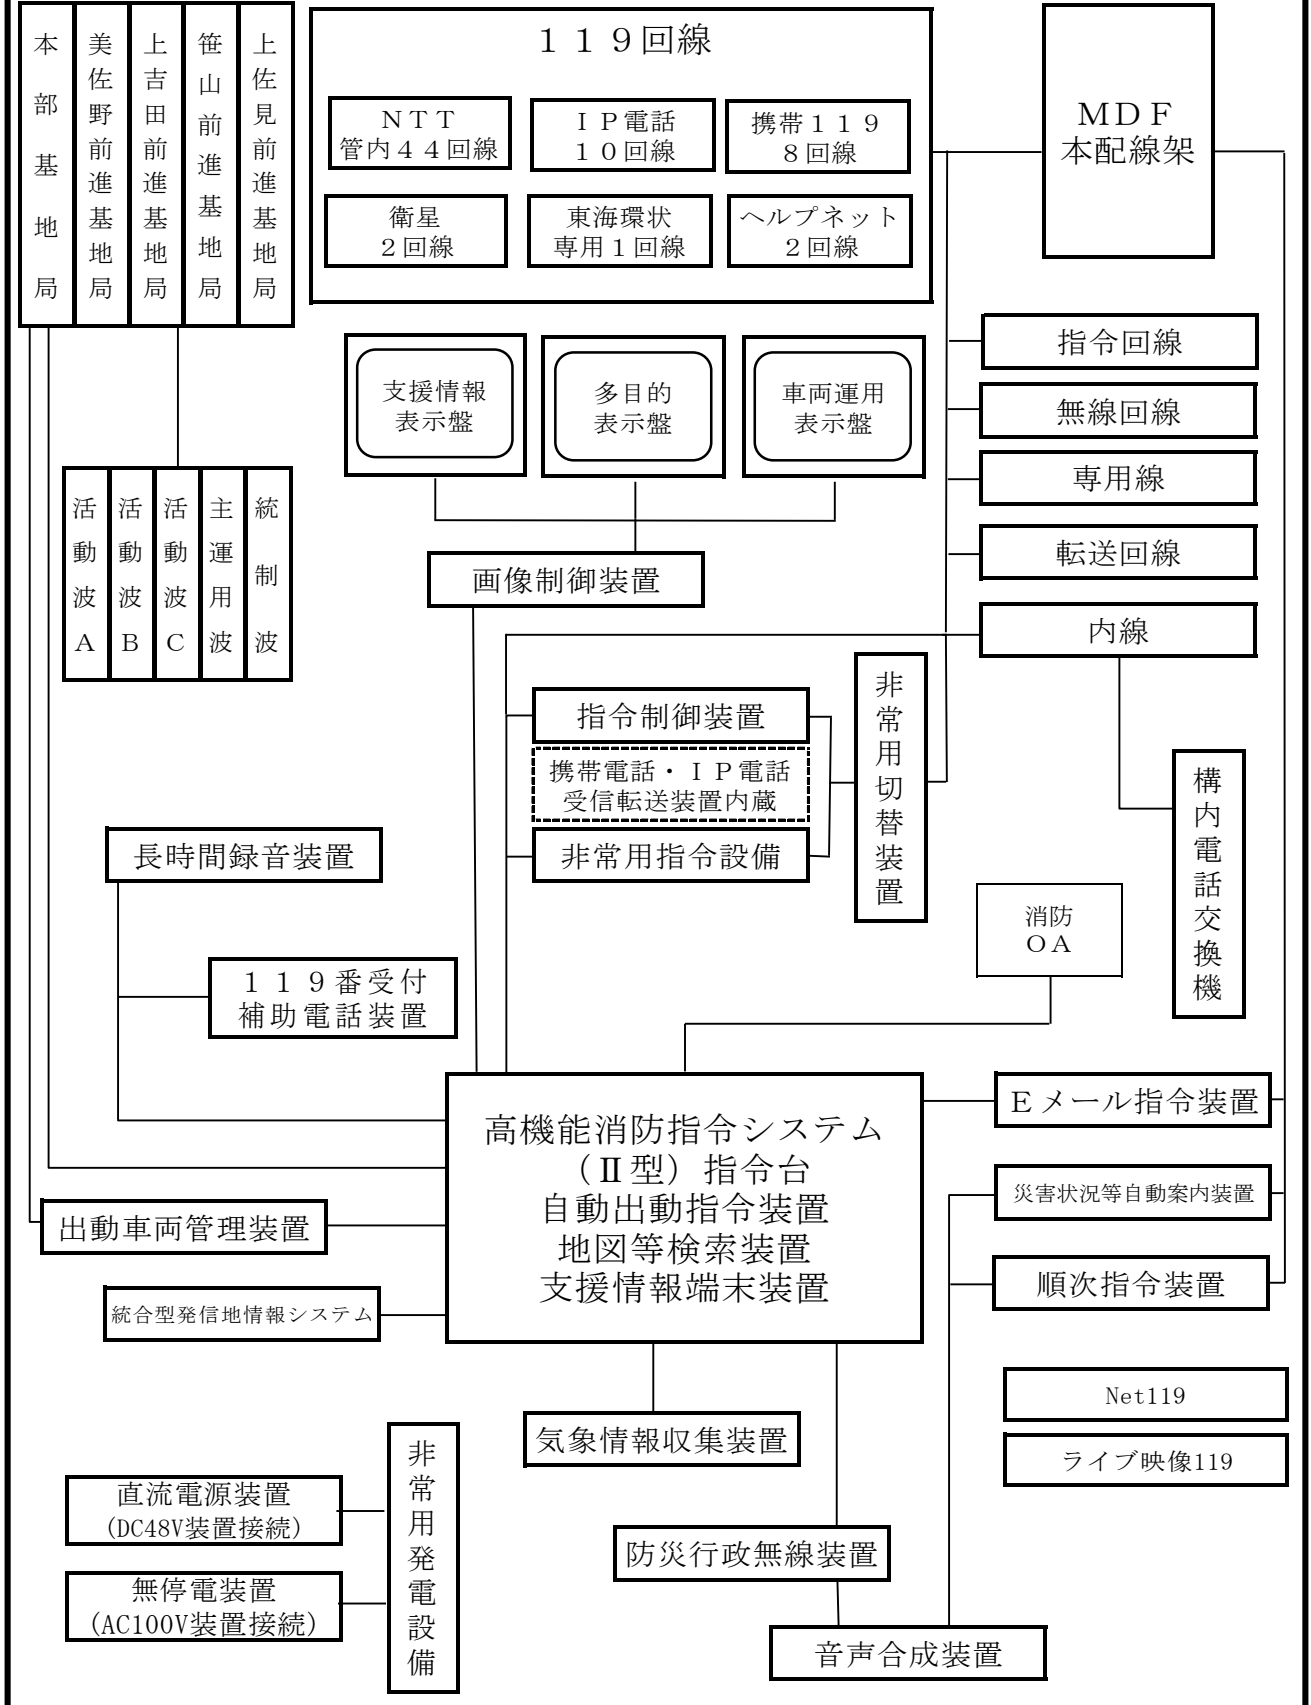 本部基地局
美佐野前進基地局
上吉田前進基地局
笹山前進基地局
上佐見前進基地局
１１９回線
ＮＴＴ
管内４４回線
ＩＰ電話
１０回線
携帯１１９
８回線
衛星
２回線
東海環状
専用１回線
ヘルプネット
２回線
ＭＤＦ
本配線架
指令回線
無線回線
専用線
転送回線
内線
支援情報
表示盤
多目的
表示盤
車両運用
表示盤
画像制御装置
活動波Ａ
活動波Ｂ
活動波Ｃ
主運用波
統制波
指令制御装置
携帯電話・ＩＰ電話
受信転送装置内蔵
非常用指令設備
非常用切替装置
構内電話交換機
長時間録音装置
１１９番受付
補助電話装置
消防
ＯＡ
高機能消防指令システム
（Ⅱ型）指令台
自動出動指令装置
地図等検索装置
支援情報端末装置
Ｅメール指令装置
災害状況等自動案内装置
順次指令装置
出動車両管理装置
統合型発信地情報システム
Net119
ライブ映像119
気象情報収集装置
直流電源装置
(DC48V装置接続)
無停電装置
(AC100V装置接続)
非常用発電設備
防災行政無線装置
音声合成装置